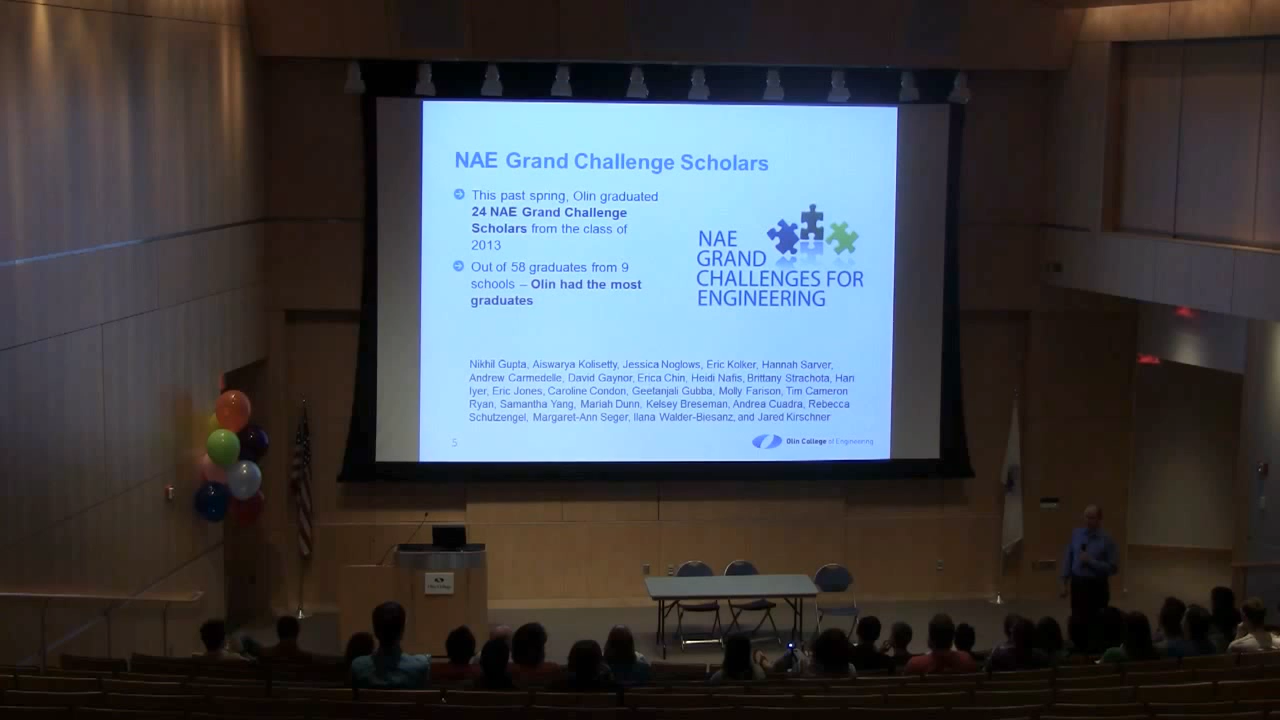 NAE Grand Challenge Scholars
This past spring, Olin graduated
24 NAE Grand Challenge
Scholars from the class of
2013
Out of 58 graduates from 9
schools – Olin had the most
graduates
NAE
GRAND
CHALLENGES FOR
ENGINEERING
Nikhil Gupta, Aiswarya Kolisetty, Jessica Noglows, Eric Kolker, Hannah Sarver,
Andrew Carmedelle, David Gaynor, Erica Chin, Heidi Nafis, Brittany Strachota, Hari
Iyer, Eric Jones, Caroline Condon, Geetanjali Gubba, Molly Farison, Tim Cameron
Ryan, Samantha Yang, Mariah Dunn, Kelsey Breseman, Andrea Cuadra, Rebecca
Schutzengel, Margaret-Ann Seger, Ilana Walder-Biesanz, and Jared Kirschner
5
Olin College of Engineering
Olin College